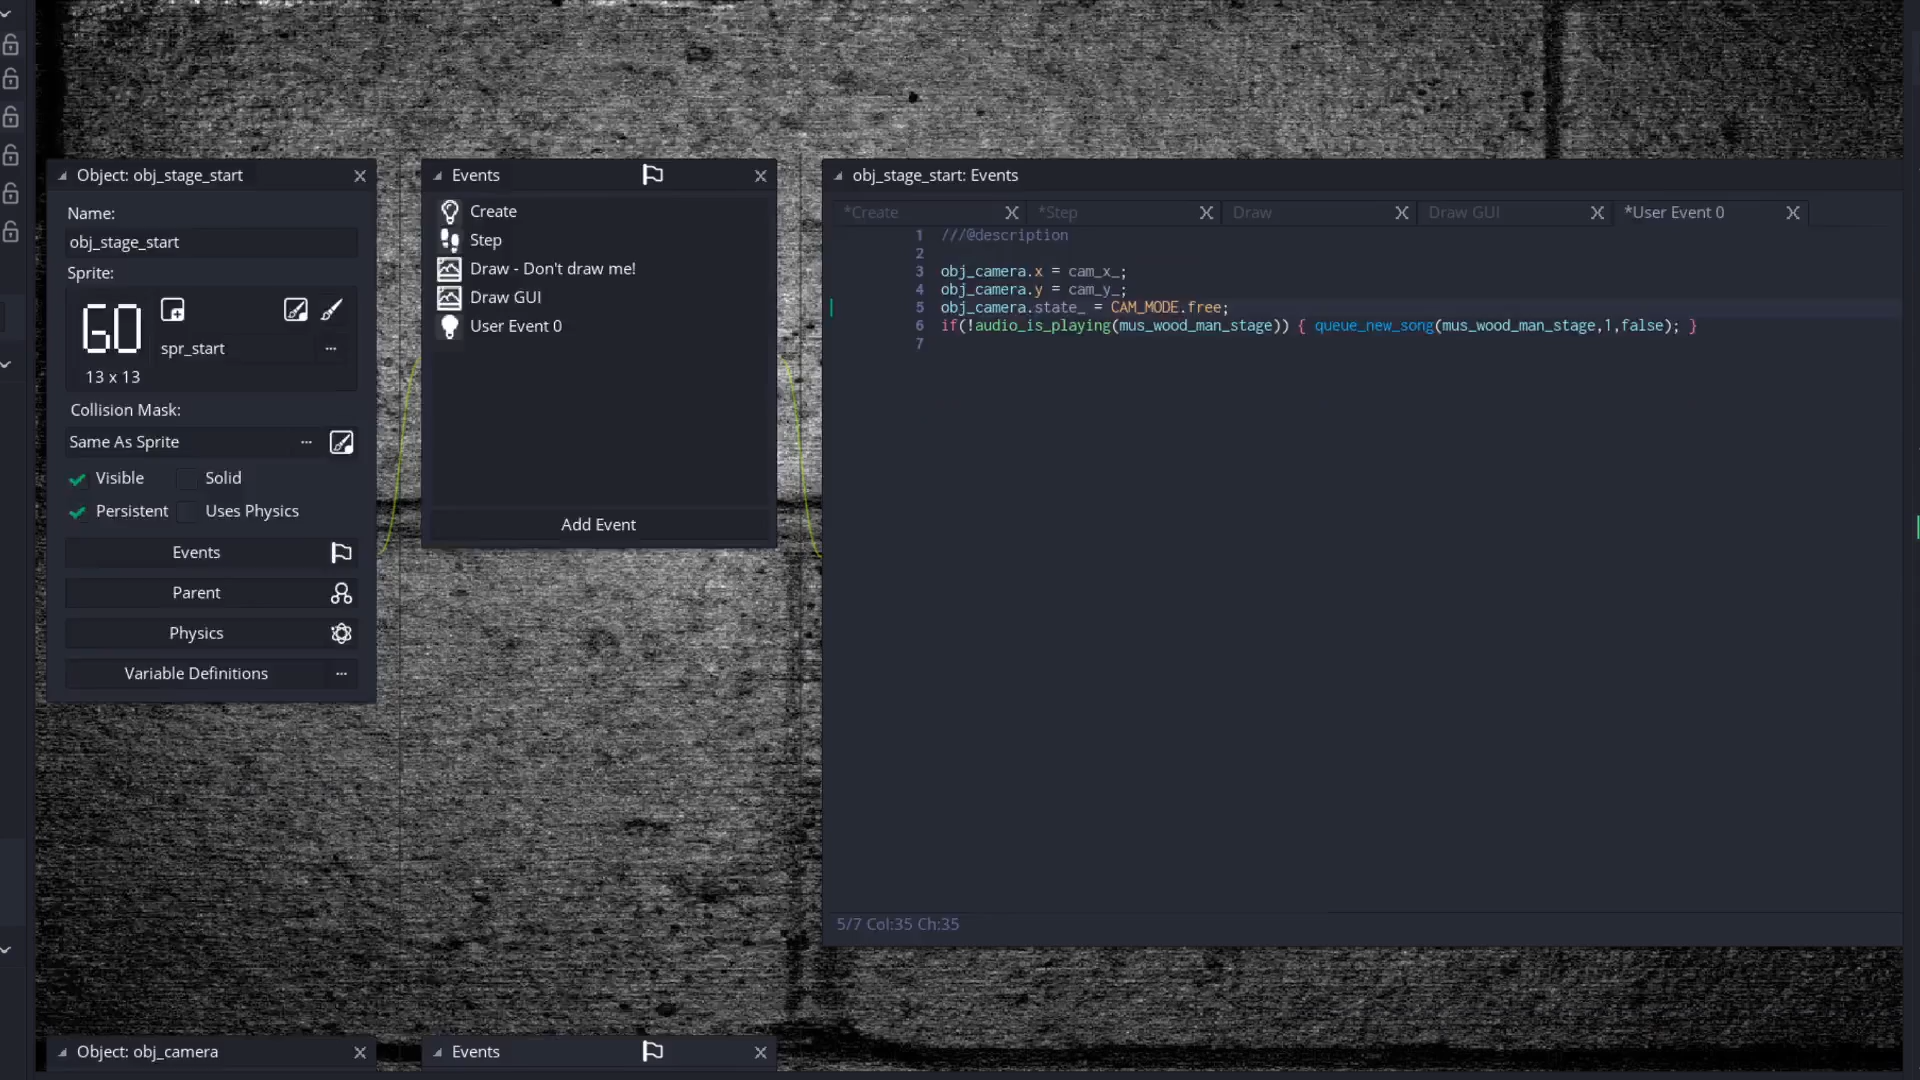 Object: obj_stage_start
Name:
obj_stage_start
Sprite:
GO
spr_start
...
13 x 13
Collision Mask:
Same As Sprite ...
Visible Solid
Persistent Uses Physics
Events
Parent
Physics
Variable Definitions ...
Events
Create
Step
Draw - Don't draw me!
Draw GUI
User Event 0
Add Event
obj_stage_start: Events
*Create X *Step X Draw X Draw GUI X *User Event 0 X
1 ///@description
2
3 obj_camera.x = cam_x_;
4 obj_camera.y = cam_y_;
5 obj_camera.state_ = CAM_MODE.free;
6 if(!audio_is_playing(mus_wood_man_stage)) { queue_new_song(mus_wood_man_stage,1,false); }
7
5/7 Col:35 Ch:35
Object: obj_camera
Events